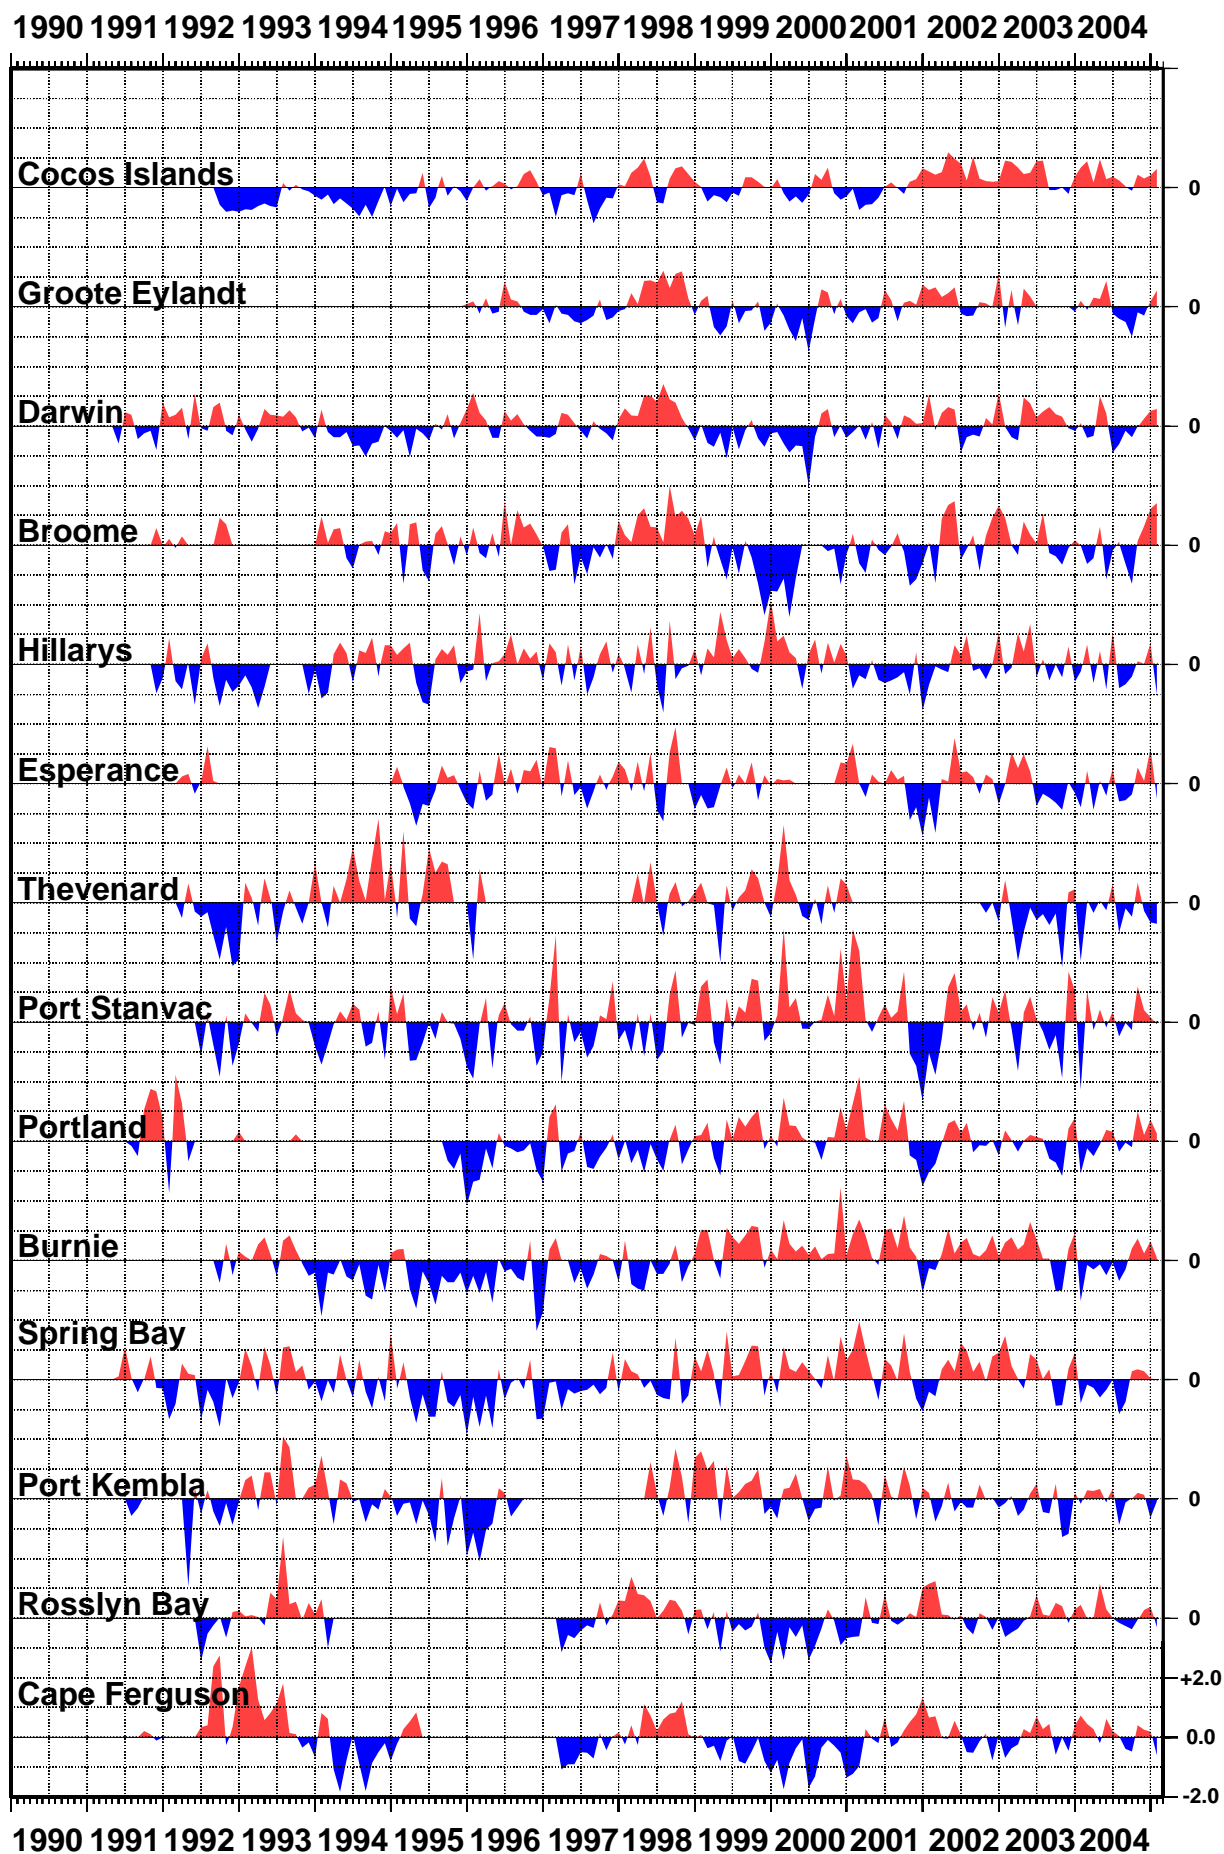 1990 1991 1992 1993 1994 1995 1996 1997 1998 1999 2000 2001 2002 2003 2004
Cocos Islands 0
Groote Eylandt 0
Darwin 0
Broome 0
Hillarys 0
Esperance 0
Thevenard 0
Port Stanvac 0
Portland 0
Burnie 0
Spring Bay 0
Port Kembla 0
Rosslyn Bay 0
+2.0
Cape Ferguson
0.0
-2.0
1990 1991 1992 1993 1994 1995 1996 1997 1998 1999 2000 2001 2002 2003 2004